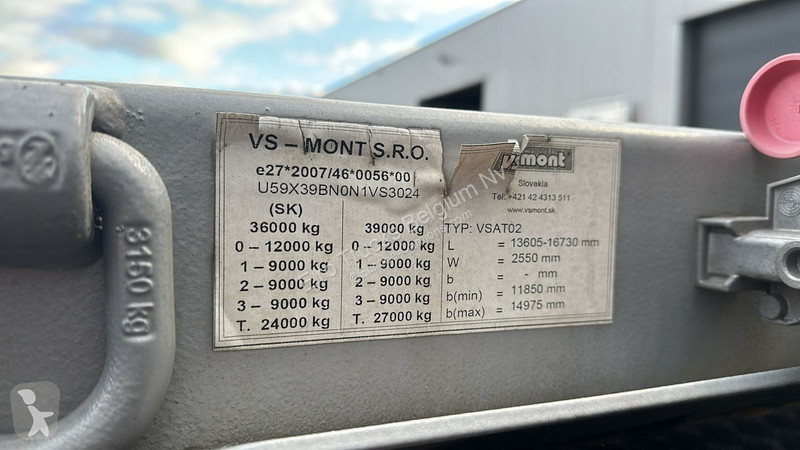 VS – MONT S.R.O.
e27*2007/46*0056*00
U59X39BN0N1VS3024
(SK)
36000 kg
0 – 12000 kg
1 – 9000 kg
2 – 9000 kg
3 – 9000 kg
T. 24000 kg
39000 kg
0 – 12000 kg
1 – 9000 kg
2 – 9000 kg
3 – 9000 kg
T. 27000 kg
vsmont
Slovakia
Tel: +421 42 4313 511
www.vsmont.sk
TYP: VSAT02
L = 13605-16730 mm
W = 2550 mm
b = - mm
b(min) = 11850 mm
b(max) = 14975 mm
3150 kg
Belgium NV